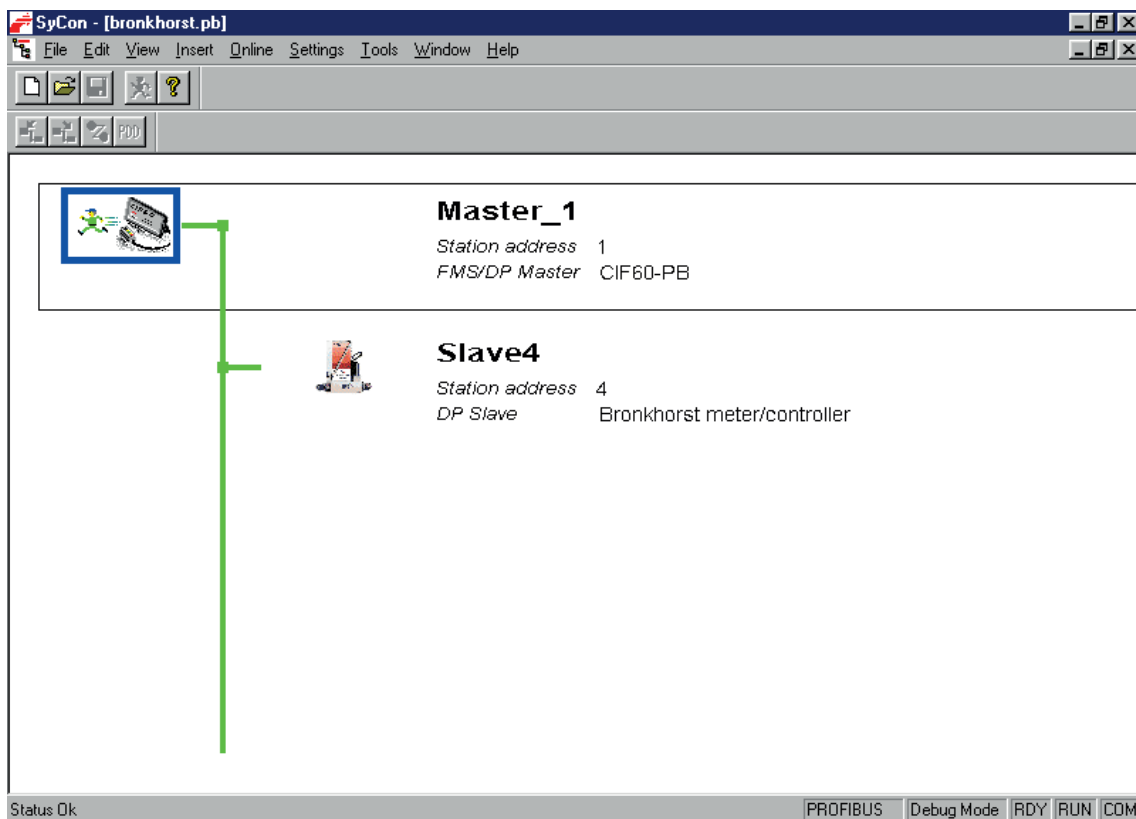 SyCon - [bronkhorst.pb]
File Edit View Insert Online Settings Tools Window Help
PDD
Master_1
Station address 1
FMS/DP Master CIF60-PB
Slave4
Station address 4
DP Slave Bronkhorst meter/controller
Status Ok PROFIBUS Debug Mode RDY RUN COM